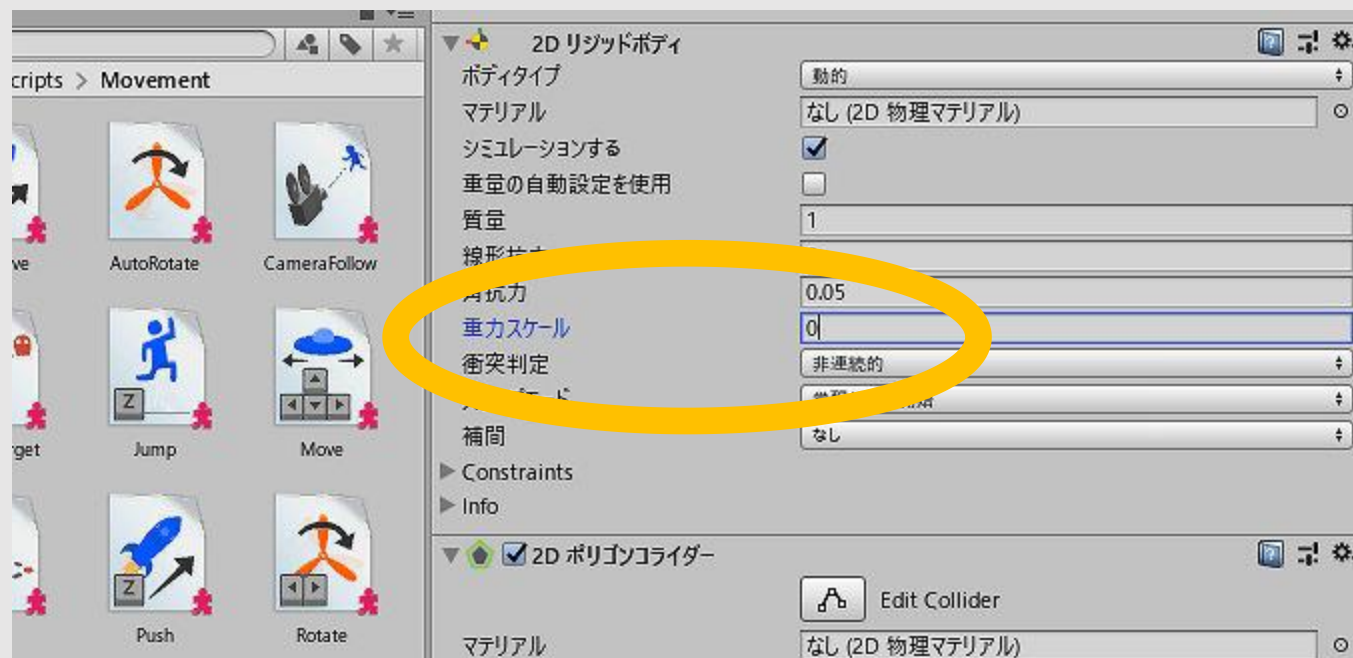 cripts > Movement
AutoRotate
CameraFollow
Z
Jump
Move
Z
Push
Rotate
2D リジッドボディ
ボディタイプ 動的
マテリアル なし (2D 物理マテリアル)
シミュレーションする
重量の自動設定を使用
質量 1
角抗力 0.05
重力スケール 0
衝突判定 非連続的
補間 なし
Constraints
Info
2D ポリゴンコライダー
Edit Collider
マテリアル なし (2D 物理マテリアル)